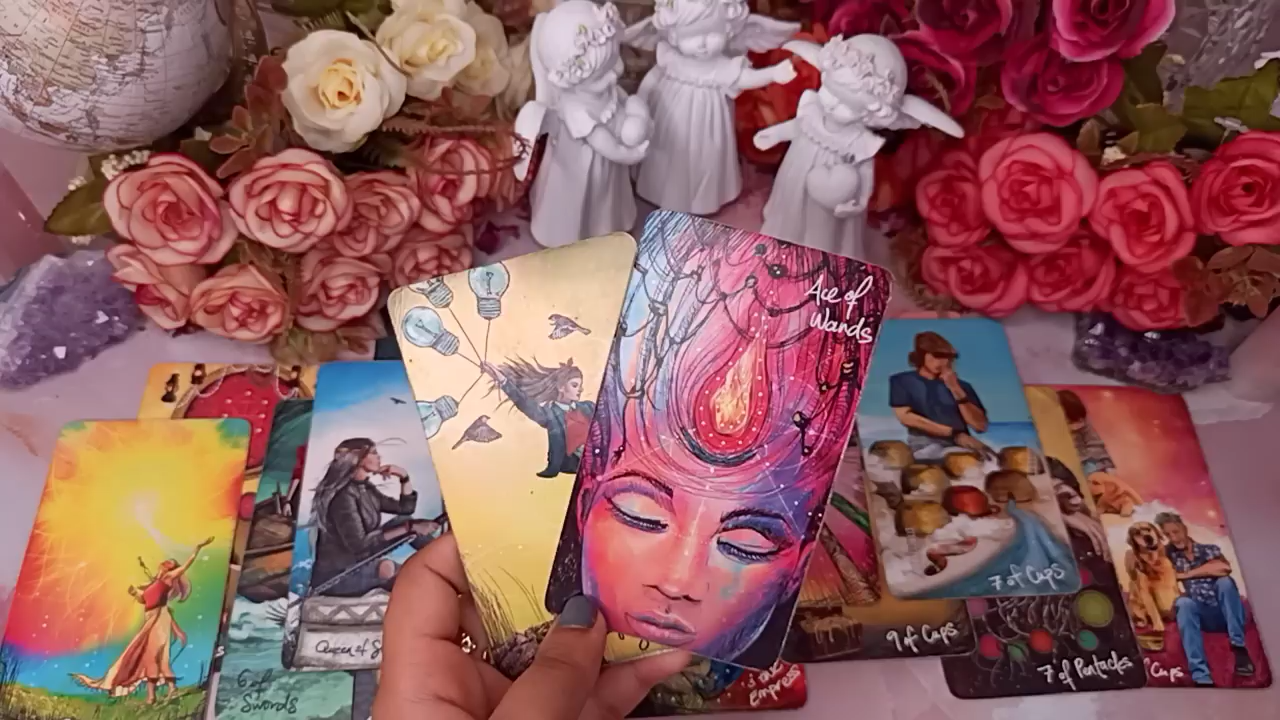 Ace of
Wands
7 of Cups
Queen of S
9 of Cups
7 of Pentacles
Cups
6 of
Swords
Empress